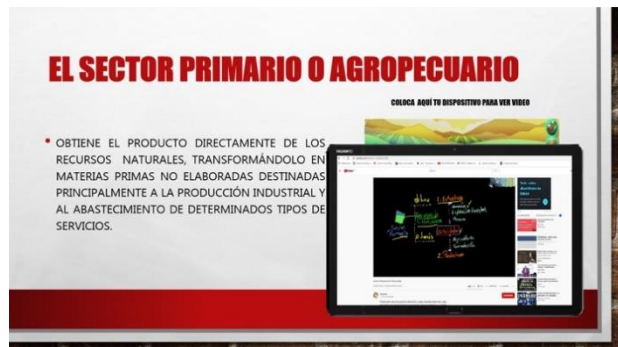 EL SECTOR PRIMARIO O AGROPECUARIO
COLOCA AQUÍ TU DISPOSITIVO PARA VER VIDEO
• OBTIENE EL PRODUCTO DIRECTAMENTE DE LOS
RECURSOS NATURALES, TRANSFORMÁNDOLO EN
MATERIAS PRIMAS NO ELABORADAS DESTINADAS
PRINCIPALMENTE A LA PRODUCCIÓN INDUSTRIAL Y
AL ABASTECIMIENTO DE DETERMINADOS TIPOS DE
SERVICIOS.